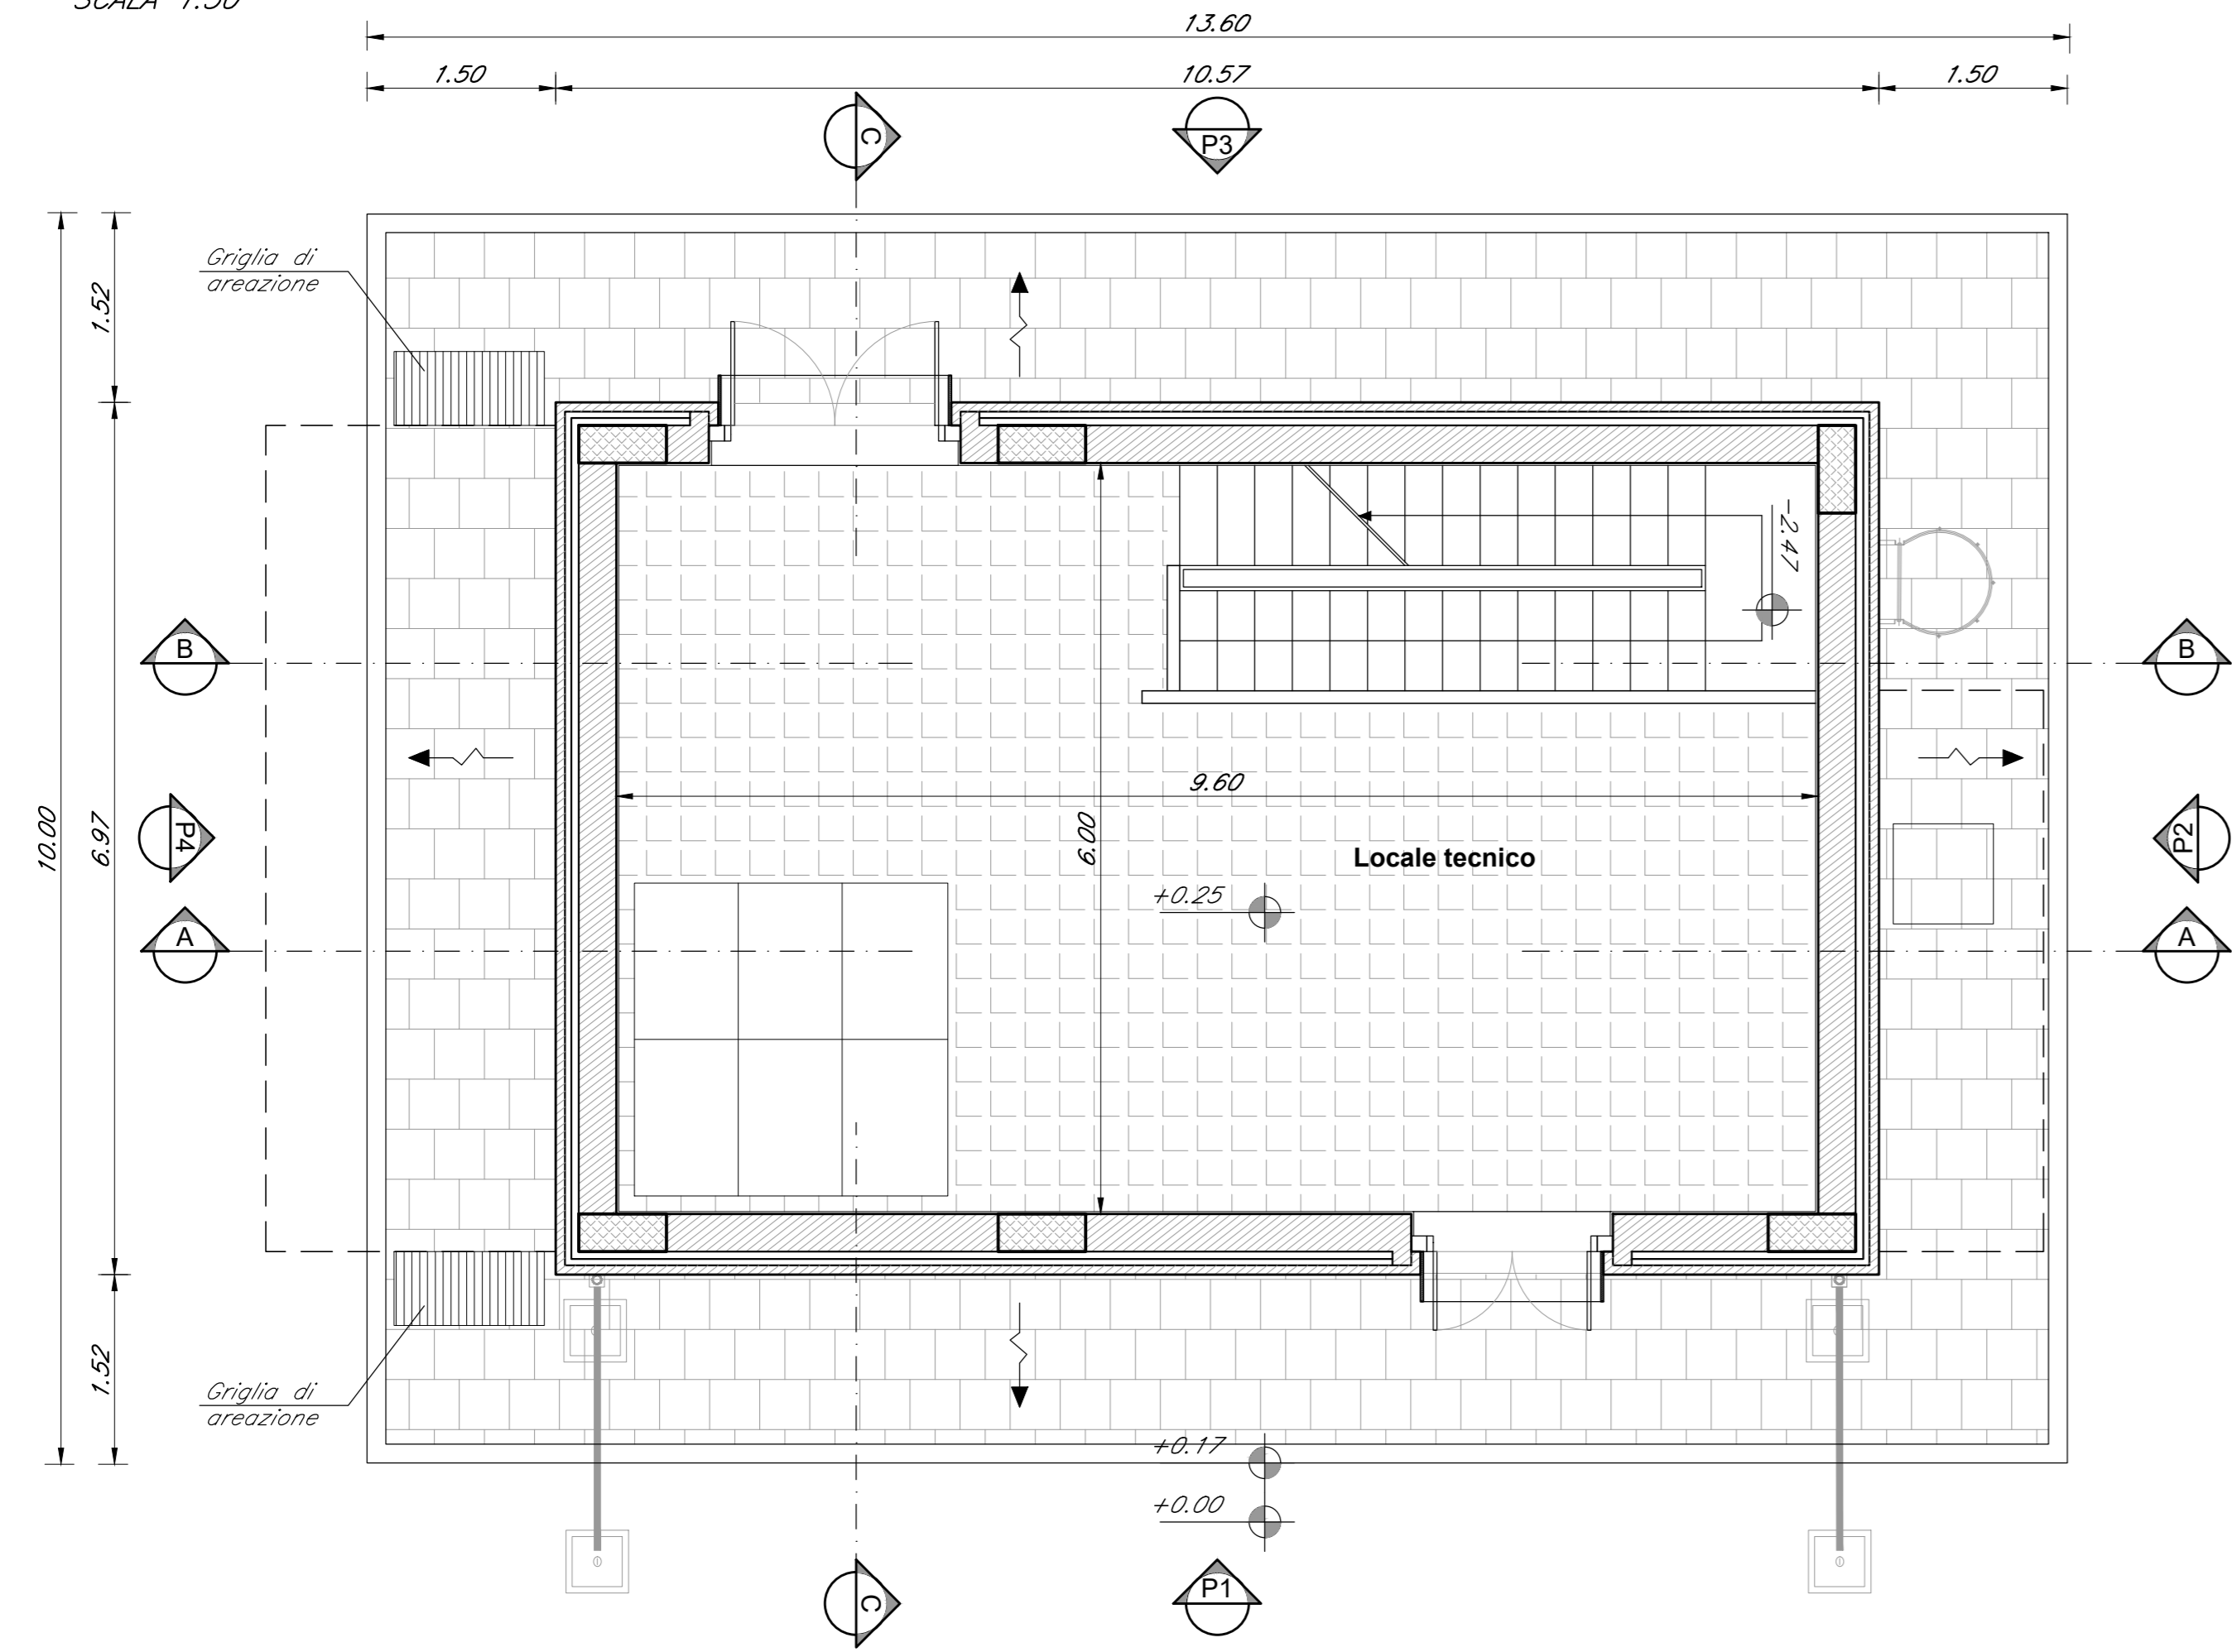 SCALA 1:50
13.60
1.50
10.57
1.50
C
P3
Griglia di
areazione
1.52
-2.47
B
B
10.00
6.97
P4
9.60
6.00
Locale tecnico
P2
+0.25
A
A
1.52
Griglia di
areazione
+0.17
+0.00
C
P1